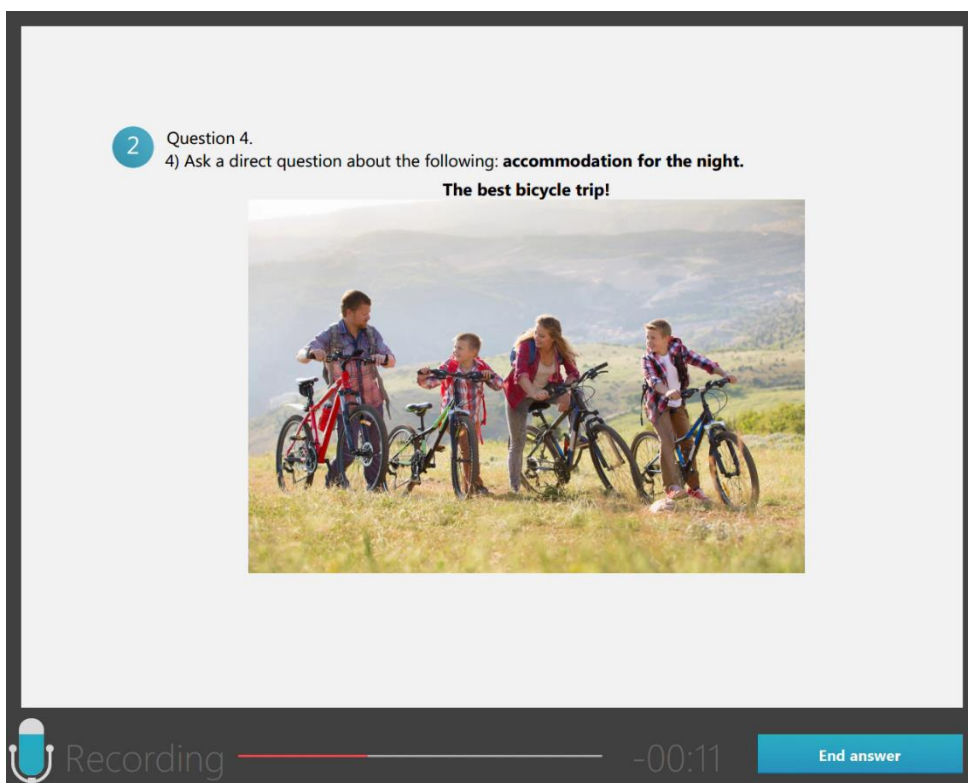 2
Question 4.
4) Ask a direct question about the following: accommodation for the night.
The best bicycle trip!
Recording
-00:11
End answer